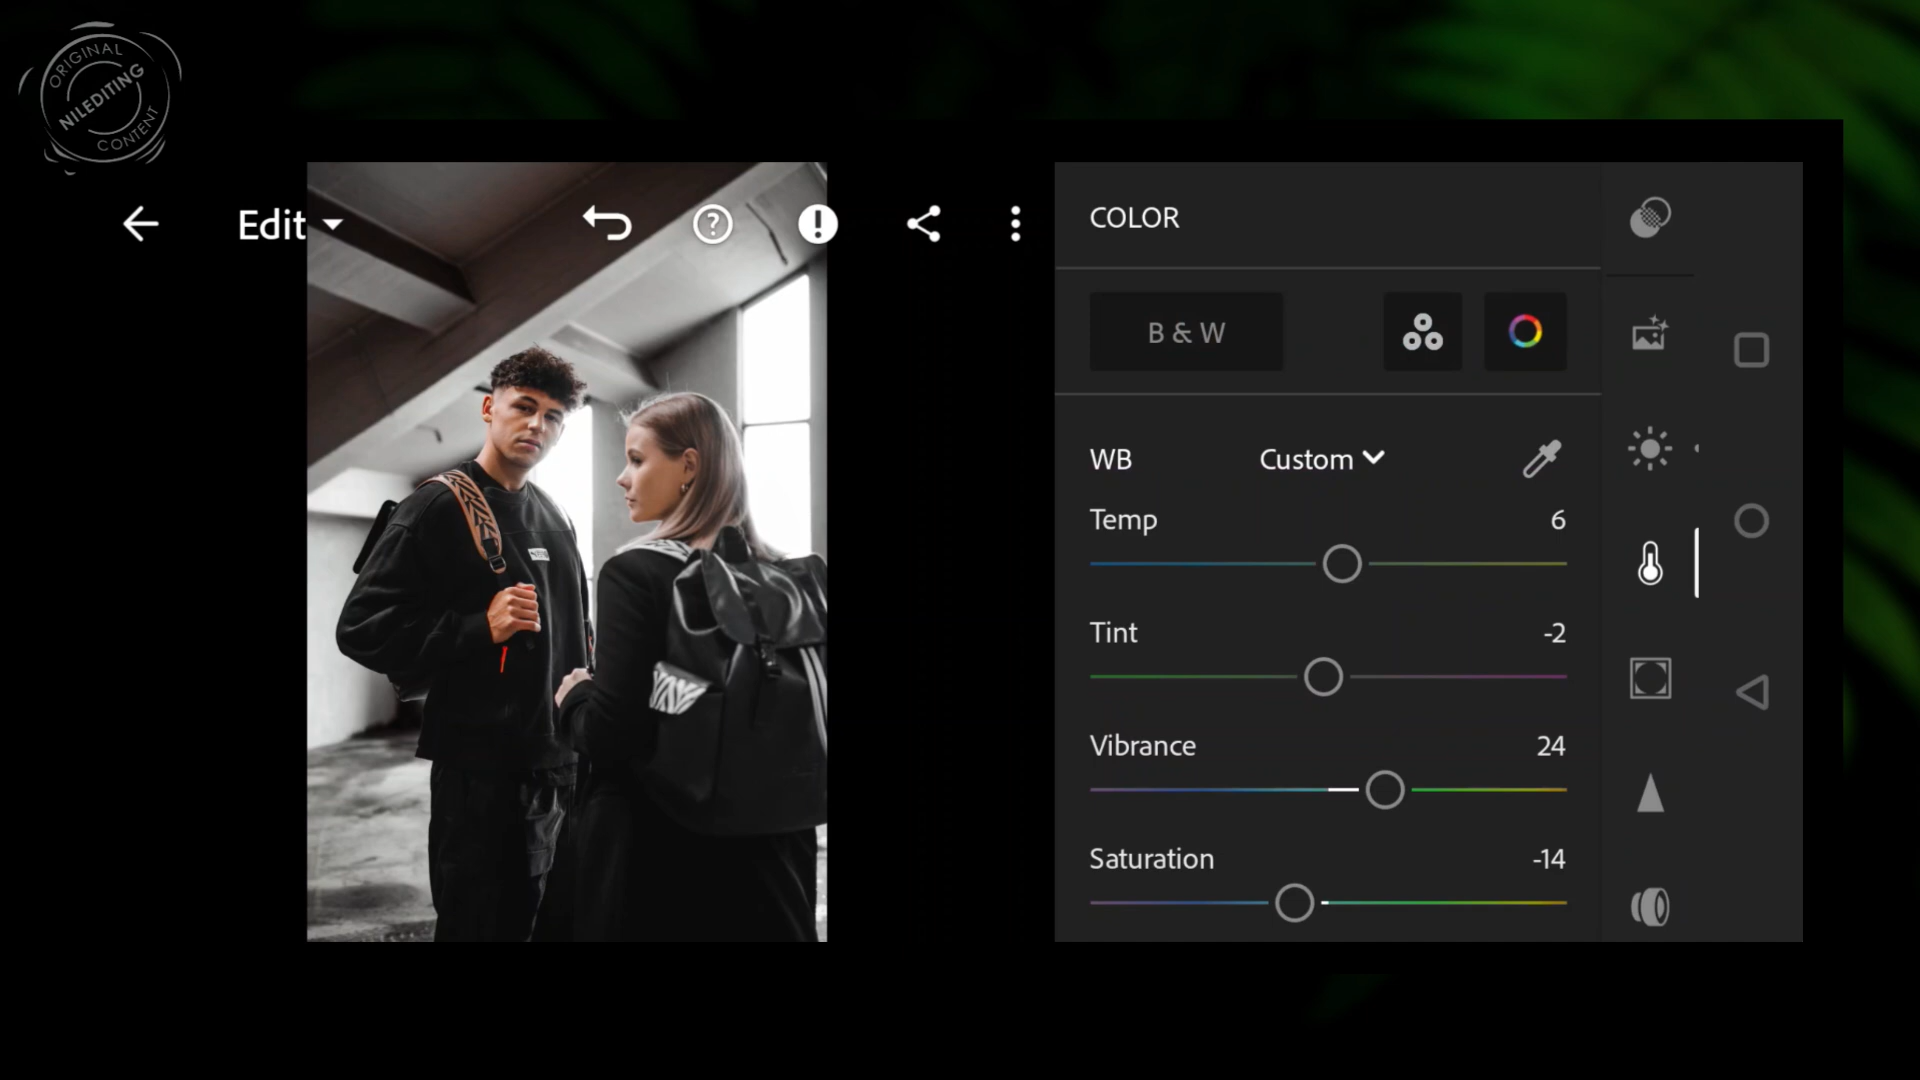 ORIGINAL
NILEDITING
CONTENT
Edit
COLOR
B & W
WB
Custom
Temp
6
Tint
-2
Vibrance
24
Saturation
-14